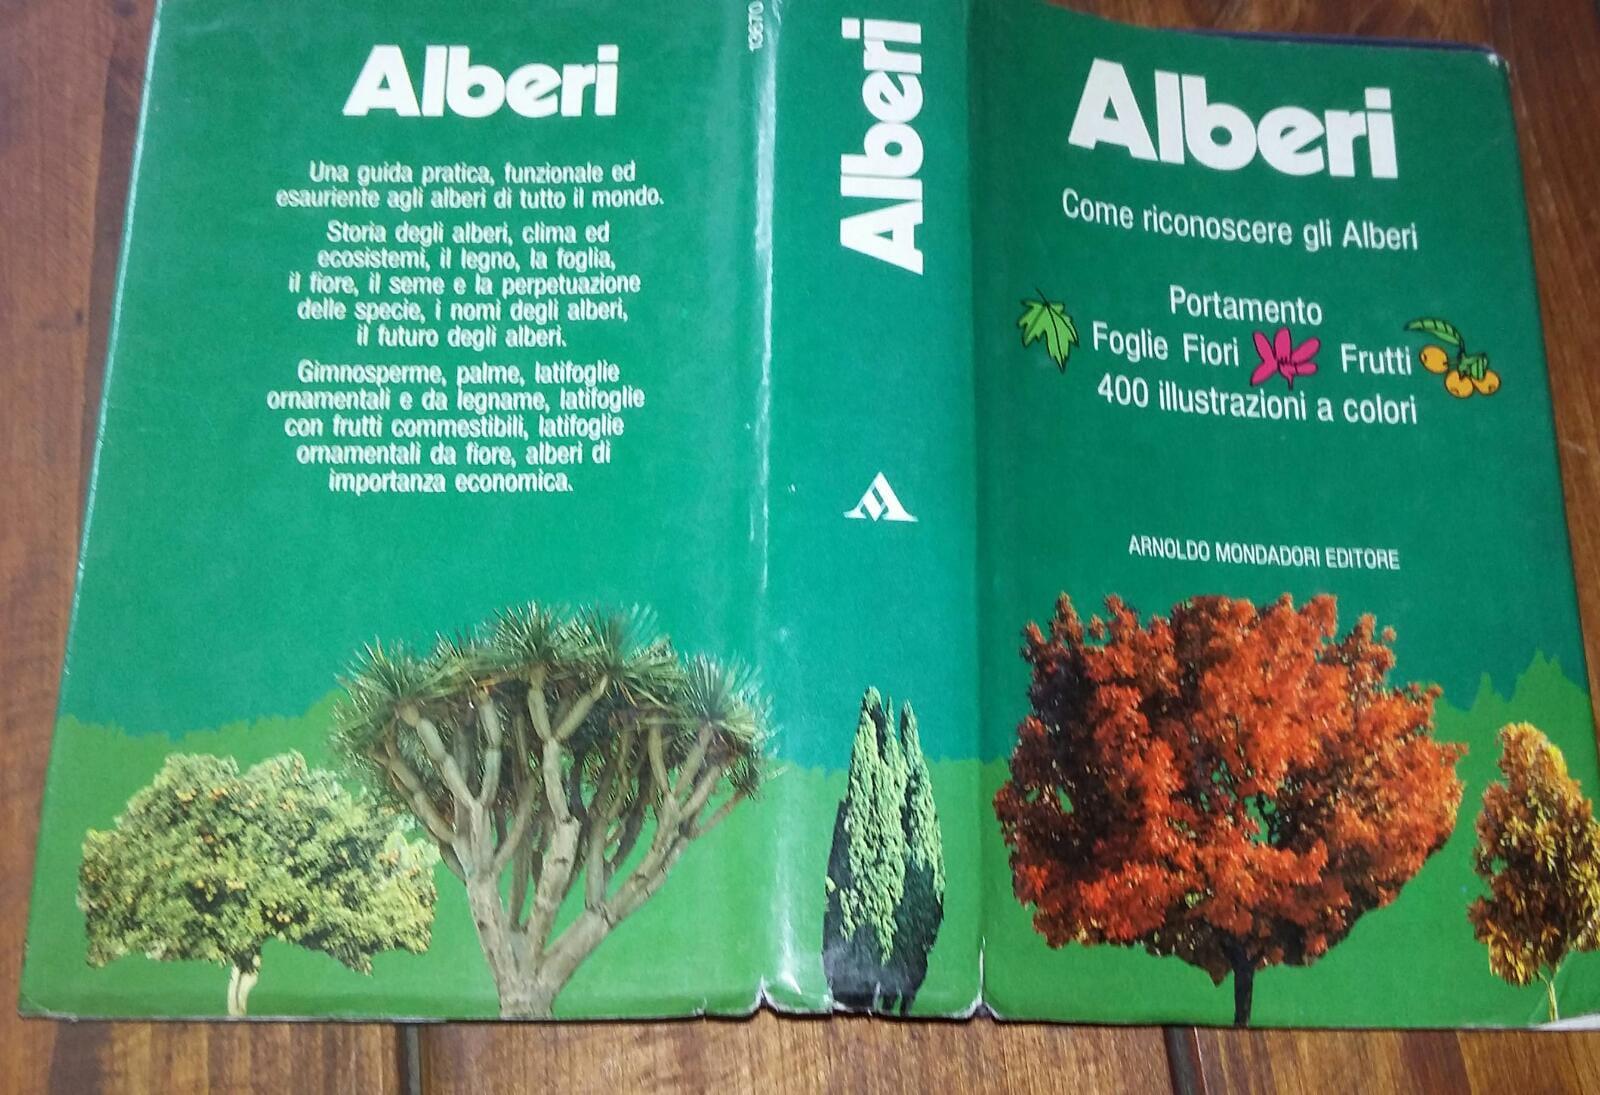 Alberi
Una guida pratica, funzionale ed
esauriente agli alberi di tutto il mondo.
Storia degli alberi, clima ed
ecosistemi, il legno, la foglia,
il fiore, il seme e la perpetuazione
delle specie, i nomi degli alberi,
il futuro degli alberi.
Gimnosperme, palme, latifoglie
ornamentali e da legname, latifoglie
con frutti commestibili, latifoglie
ornamentali da fiore, alberi di
importanza economica.
13670
Alberi
Alberi
Come riconoscere gli Alberi
Portamento
Foglie Fiori Frutti
400 illustrazioni a colori
ARNOLDO MONDADORI EDITORE